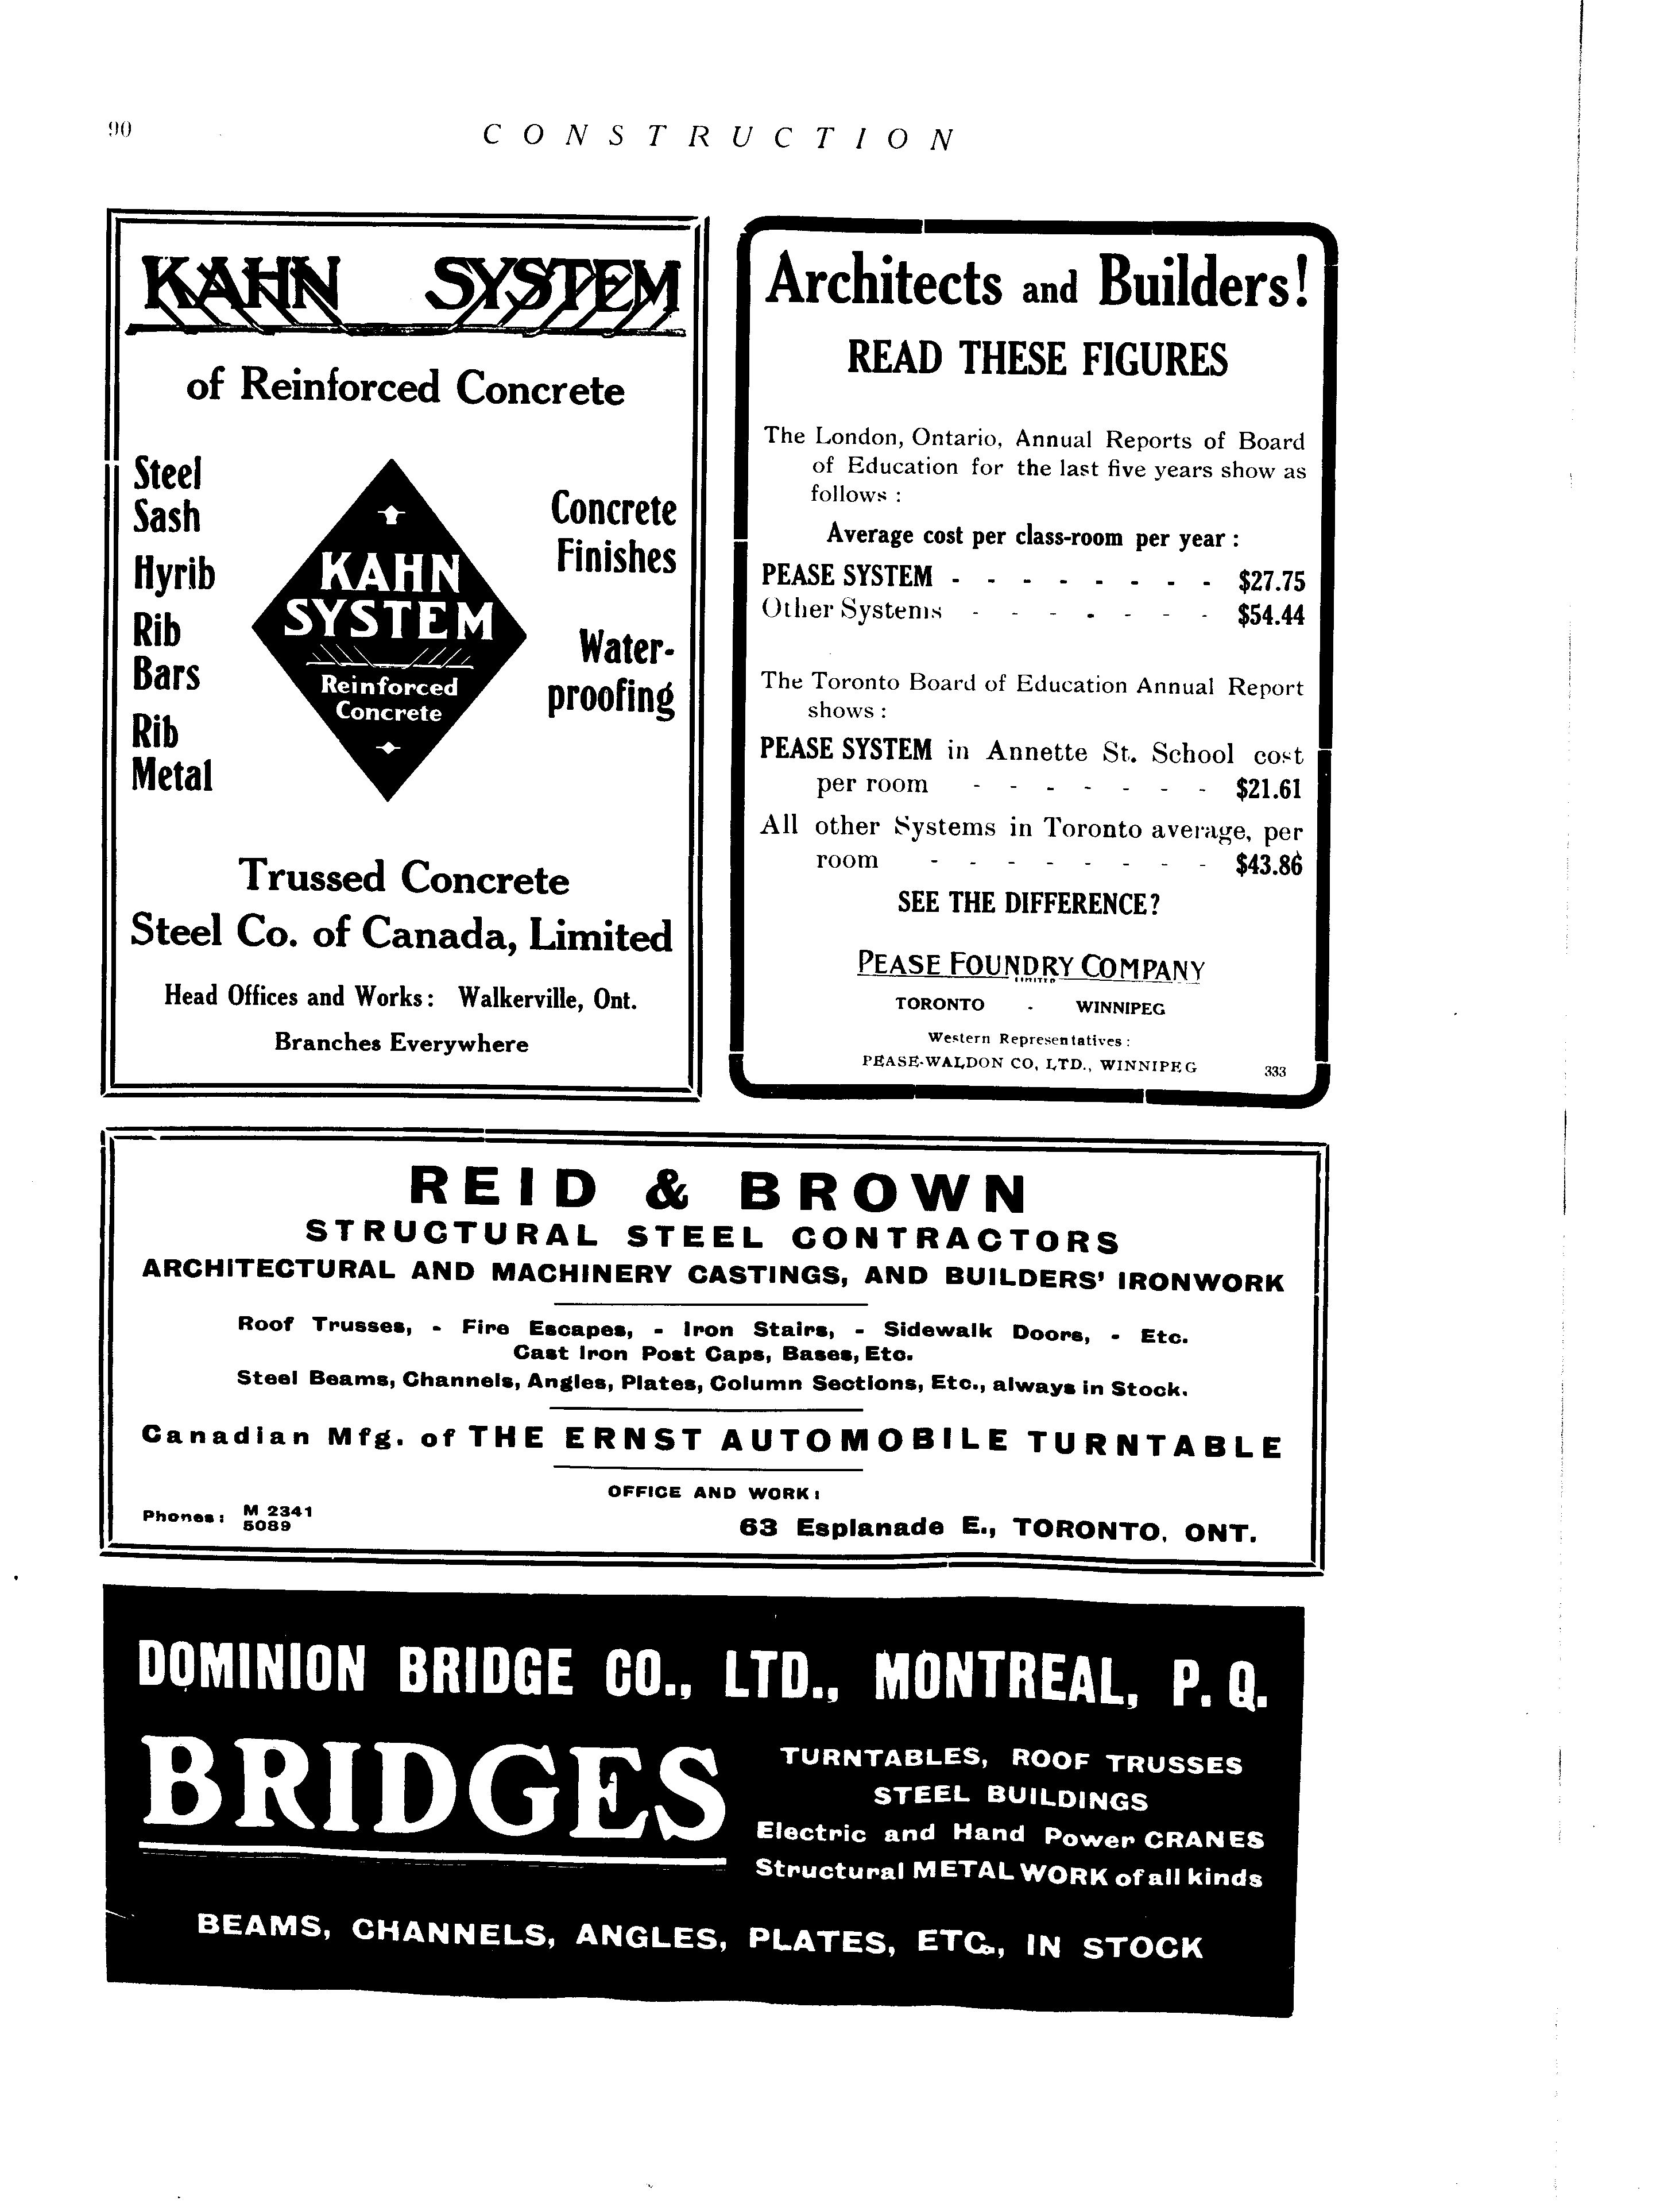 90
CONSTRUCTION
KAHN SYSTEM
of Reinforced Concrete
Steel
Sash
Hyrib
Rib
Bars
Rib
Metal
KAHN
SYSTEM
Reinforced
Concrete
Concrete
Finishes
Water-
proofing
Trussed Concrete
Steel Co. of Canada, Limited
Head Offices and Works: Walkerville, Ont.
Branches Everywhere
Architects and Builders!
READ THESE FIGURES
The London, Ontario, Annual Reports of Board
of Education for the last five years show as
follows :
Average cost per class-room per year :
PEASE SYSTEM - - - - - - - - $27.75
Other Systems - - - - - - - $54.44
The Toronto Board of Education Annual Report
shows :
PEASE SYSTEM in Annette St. School cost
per room - - - - - - - $21.61
All other Systems in Toronto average, per
room - - - - - - - - $43.86
SEE THE DIFFERENCE?
PEASE FOUNDRY COMPANY
LIMITED
TORONTO - WINNIPEG
Western Representatives :
PEASE-WALDON CO, LTD., WINNIPEG 333
REID & BROWN
STRUCTURAL STEEL CONTRACTORS
ARCHITECTURAL AND MACHINERY CASTINGS, AND BUILDERS' IRONWORK
Roof Trusses, - Fire Escapes, - Iron Stairs, - Sidewalk Doors, - Etc.
Cast Iron Post Caps, Bases, Etc.
Steel Beams, Channels, Angles, Plates, Column Sections, Etc., always in Stock.
Canadian Mfg. of THE ERNST AUTOMOBILE TURNTABLE
OFFICE AND WORK:
Phones: M 2341
5089
63 Esplanade E., TORONTO, ONT.
DOMINION BRIDGE CO., LTD., MONTREAL, P. Q.
BRIDGES
TURNTABLES, ROOF TRUSSES
STEEL BUILDINGS
Electric and Hand Power CRANES
Structural METAL WORK of all kinds
BEAMS, CHANNELS, ANGLES, PLATES, ETC., IN STOCK